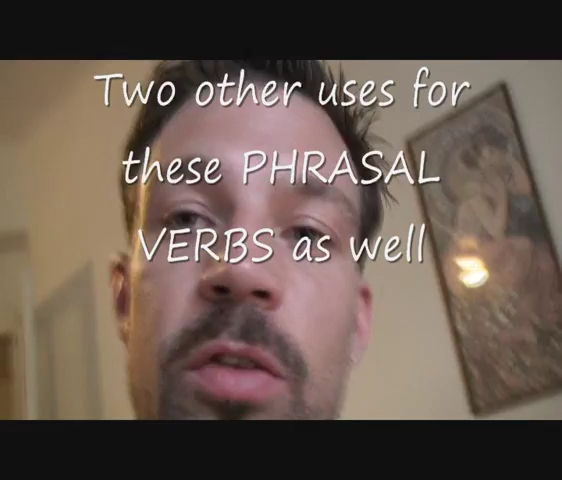 Two other uses for
these PHRASAL
VERBS as well